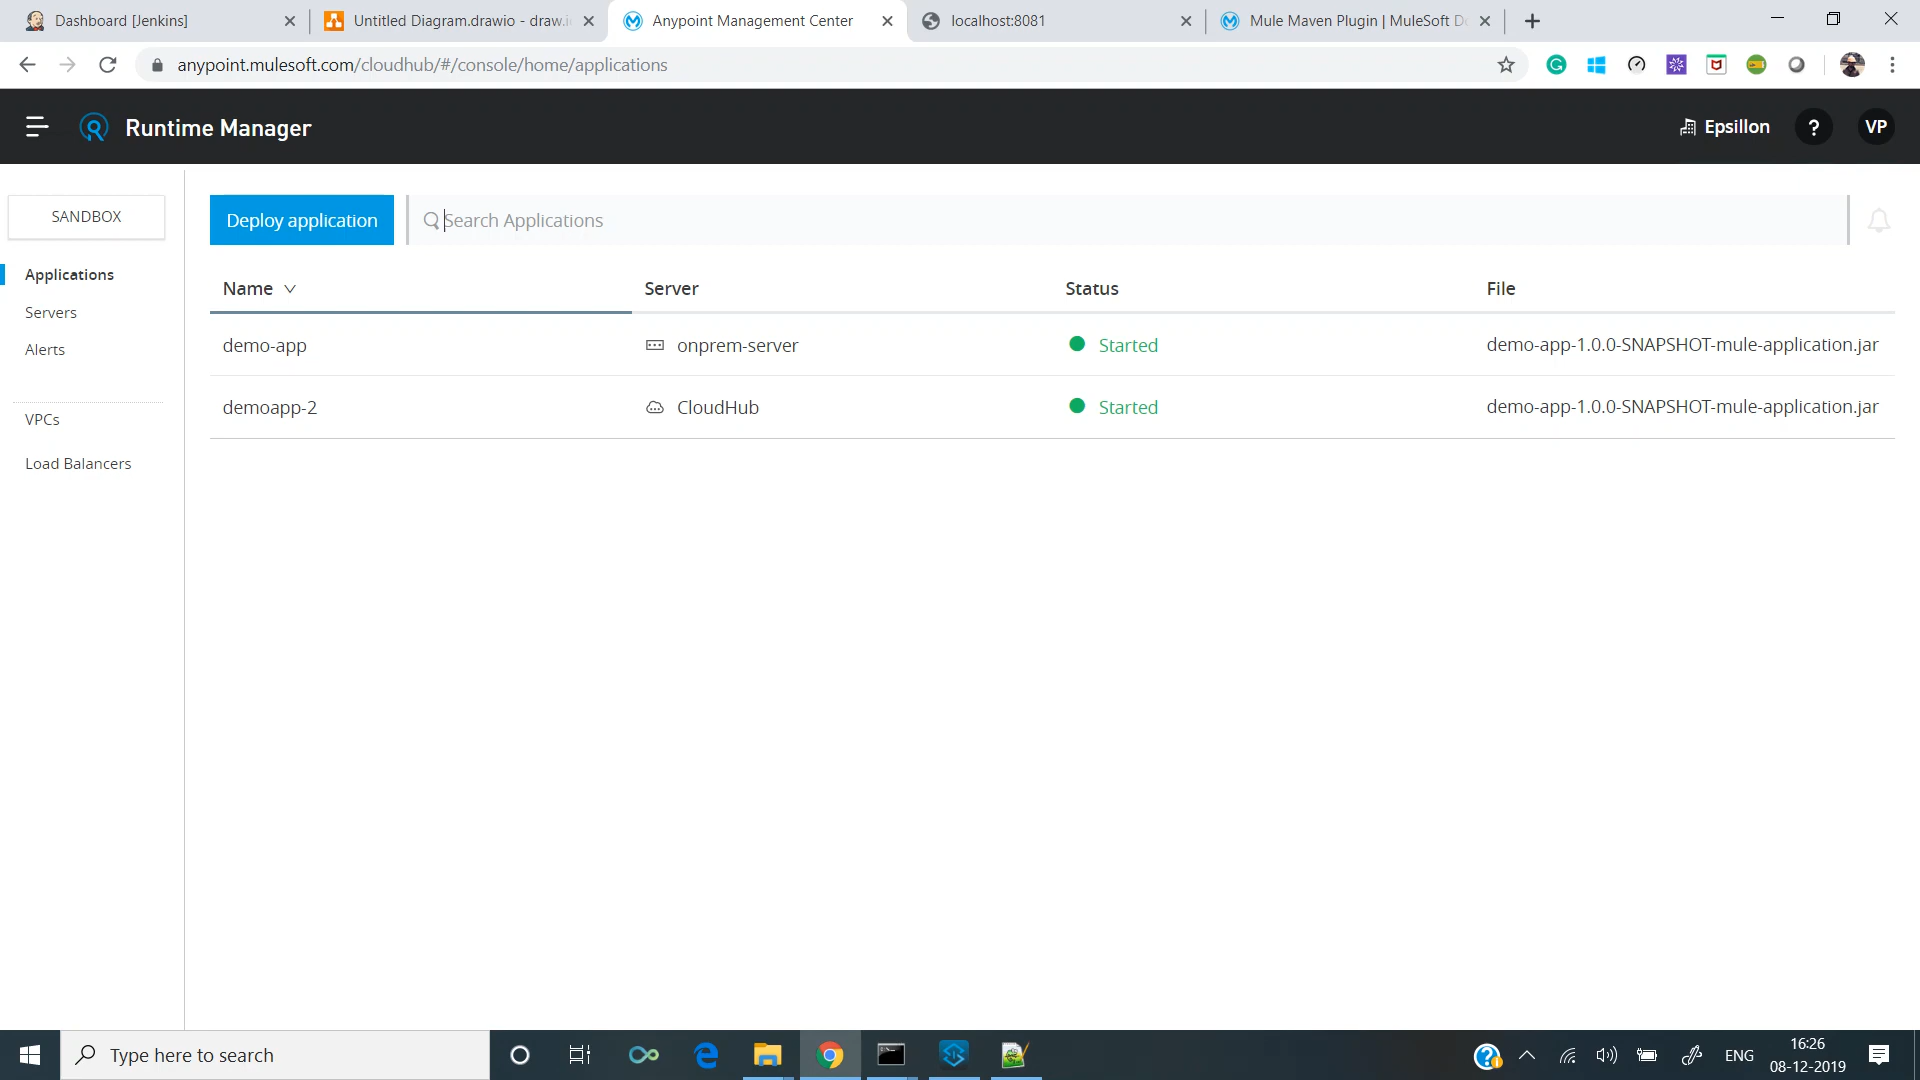 Dashboard [Jenkins]
Untitled Diagram.drawio - draw.i
Anypoint Management Center
localhost:8081
Mule Maven Plugin | MuleSoft D
anypoint.mulesoft.com/cloudhub/#/console/home/applications
Runtime Manager
Epsillon
?
VP
SANDBOX
Deploy application
Search Applications
Applications
Servers
Alerts
VPCs
Load Balancers
Name
Server
Status
File
demo-app
onprem-server
Started
demo-app-1.0.0-SNAPSHOT-mule-application.jar
demoapp-2
CloudHub
Started
demo-app-1.0.0-SNAPSHOT-mule-application.jar
Type here to search
ENG
16:26
08-12-2019